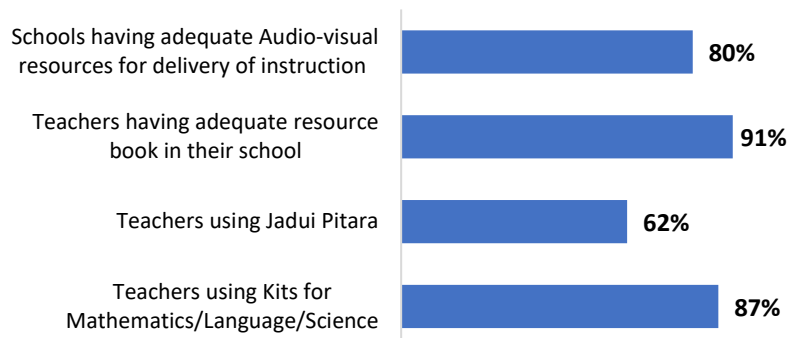 Schools having adequate Audio-visual
resources for delivery of instruction
80%
Teachers having adequate resource
book in their school
91%
Teachers using Jadui Pitara
62%
Teachers using Kits for
Mathematics/Language/Science
87%